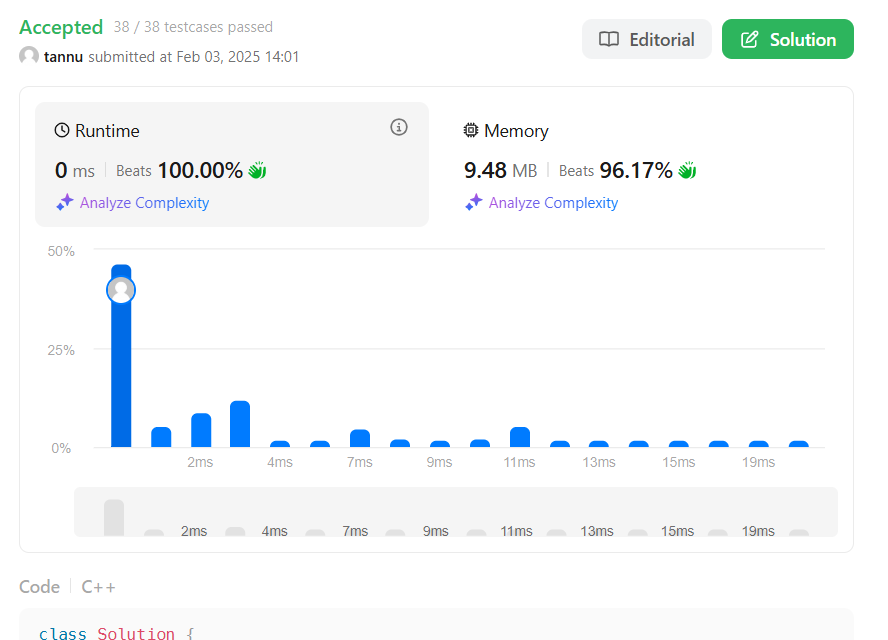 Accepted 38 / 38 testcases passed
tannu submitted at Feb 03, 2025 14:01
Editorial
Solution
Runtime
0 ms Beats 100.00%
Analyze Complexity
Memory
9.48 MB Beats 96.17%
Analyze Complexity
50%
25%
0%
2ms 4ms 7ms 9ms 11ms 13ms 15ms 19ms
2ms 4ms 7ms 9ms 11ms 13ms 15ms 19ms
Code C++
class Solution {